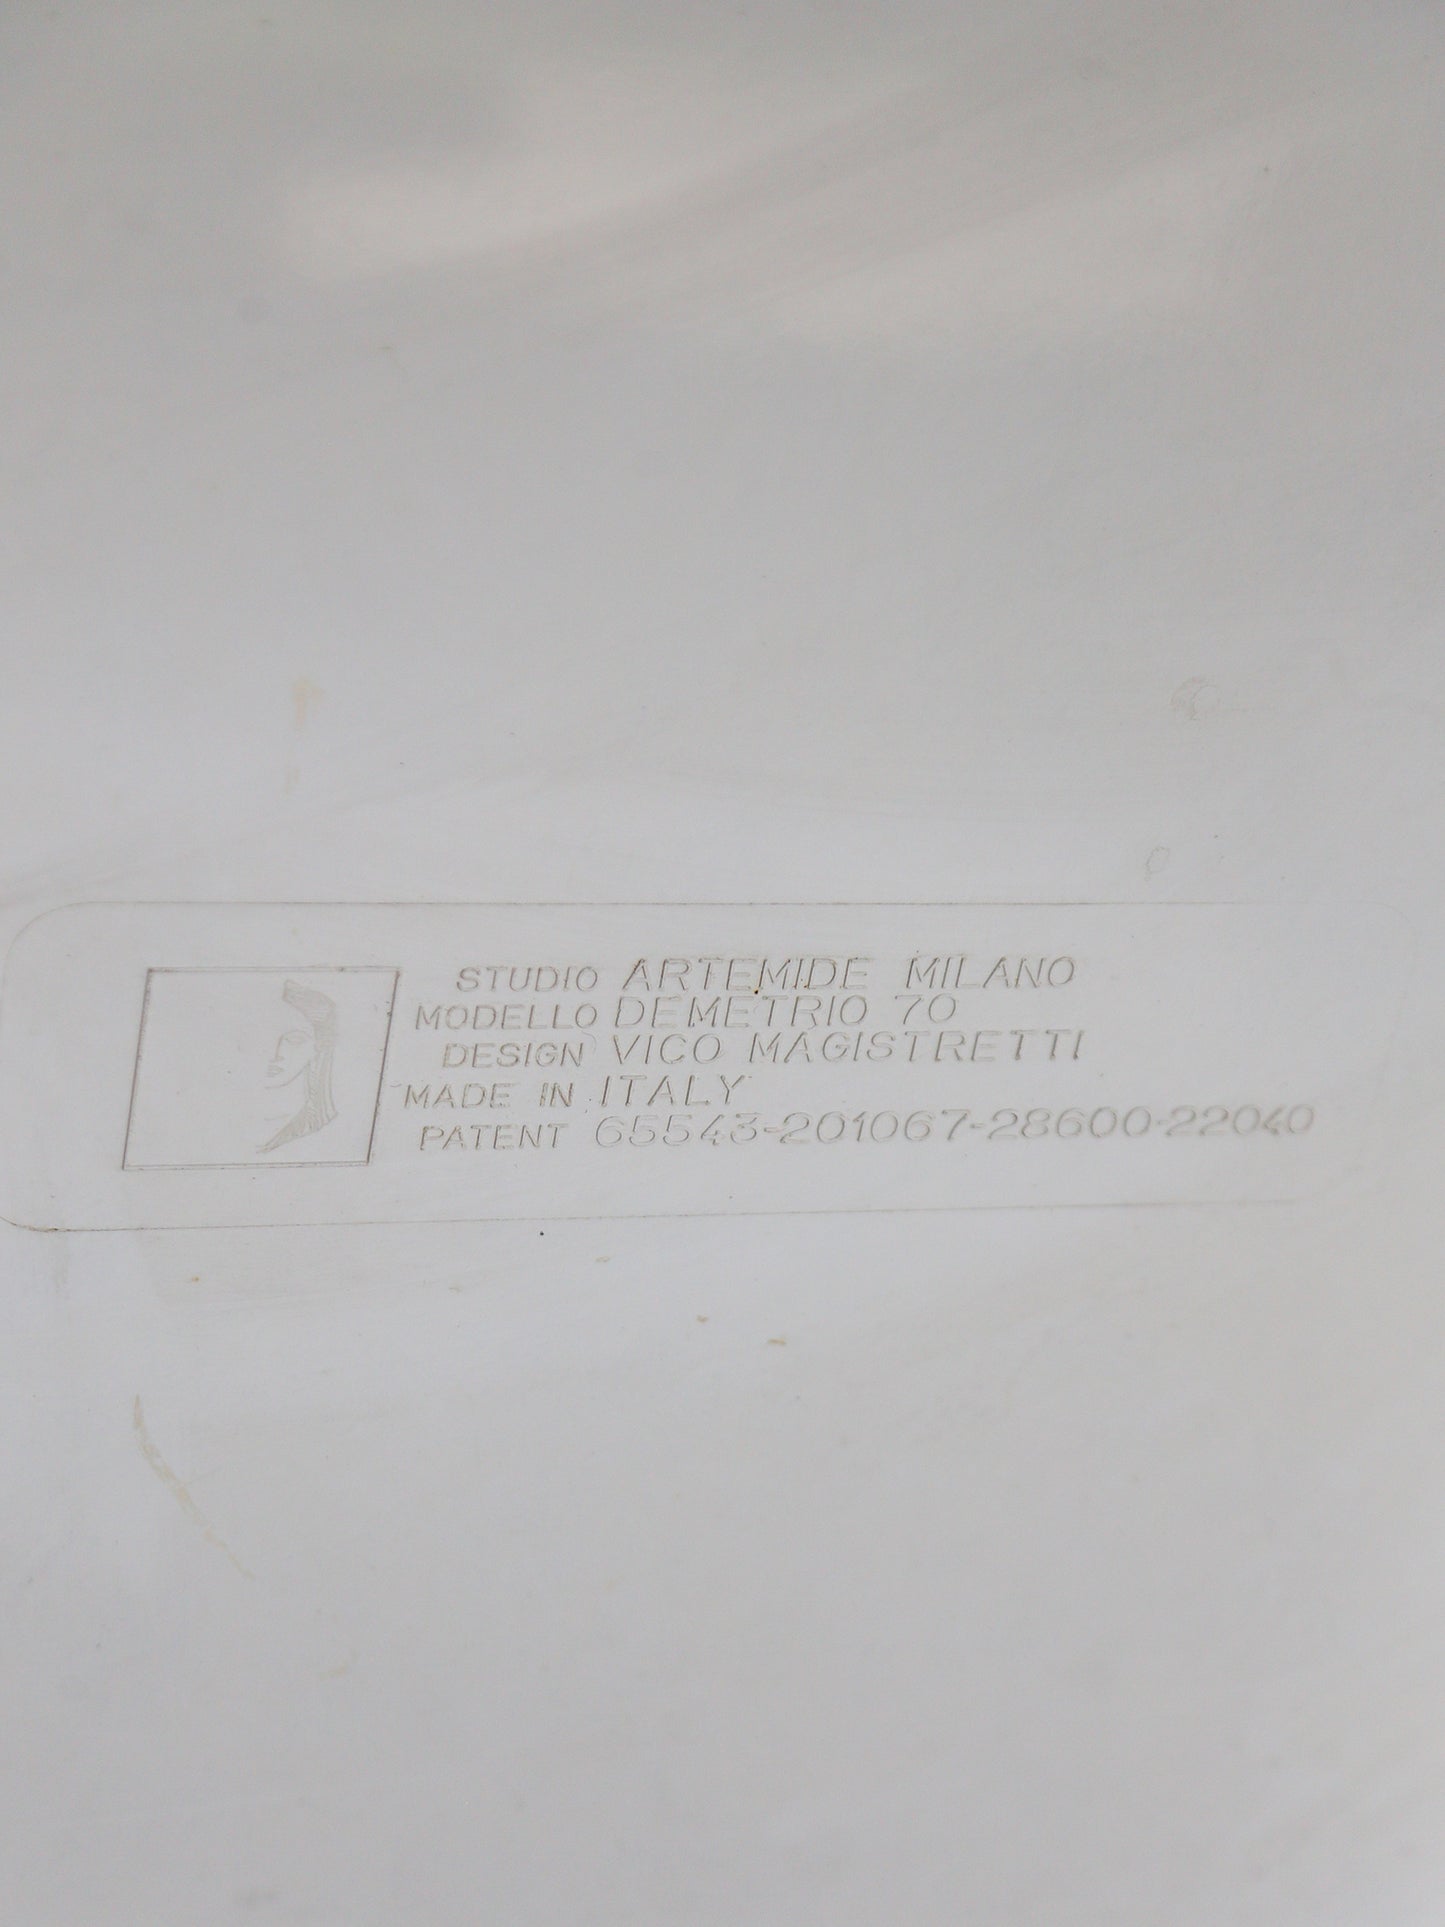 STUDIO ARTEMIDE MILANO
MODELLO DEMETRIO 70
DESIGN VICO MAGISTRETTI
MADE IN ITALY
PATENT 65543-201067-28600-22040